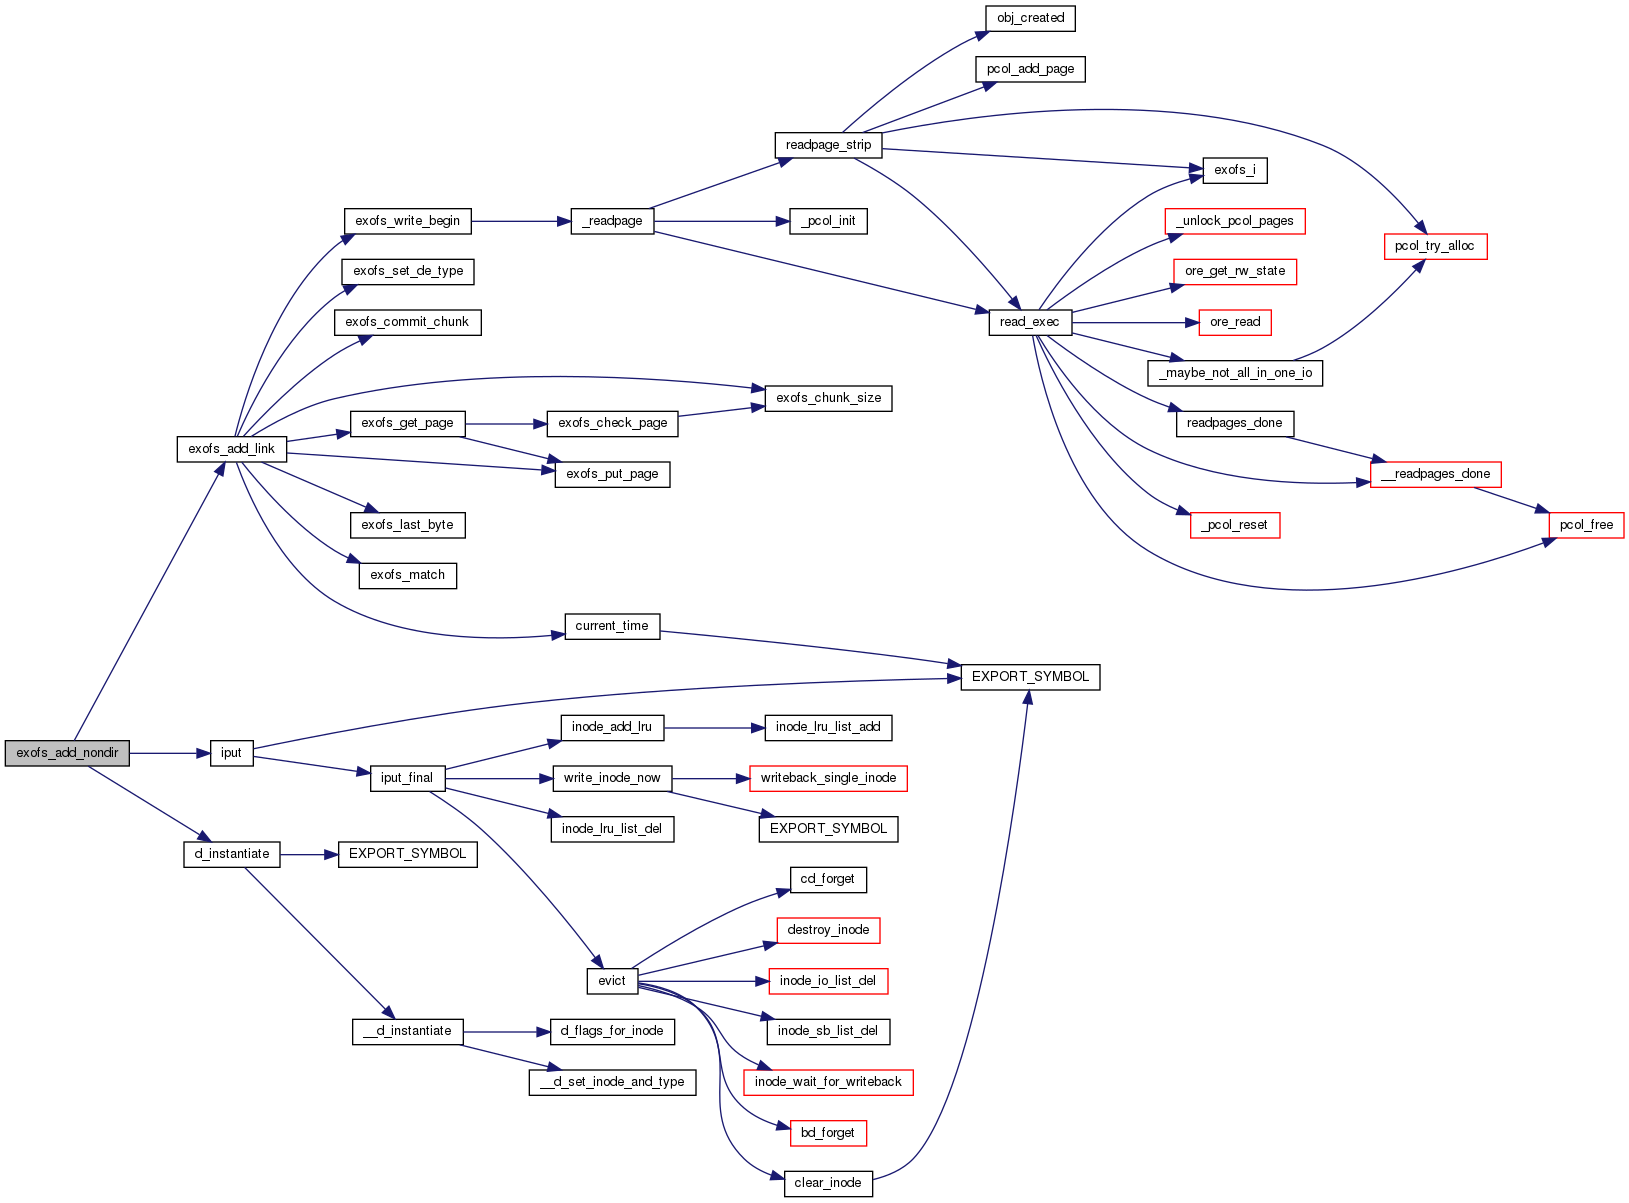 obj_created
pcol_add_page
readpage_strip
exofs_i
exofs_write_begin
_readpage
_pcol_init
_unlock_pcol_pages
pcol_try_alloc
exofs_set_de_type
ore_get_rw_state
exofs_commit_chunk
read_exec
ore_read
_maybe_not_all_in_one_io
exofs_chunk_size
exofs_get_page
exofs_check_page
readpages_done
exofs_add_link
exofs_put_page
__readpages_done
exofs_last_byte
_pcol_reset
pcol_free
exofs_match
current_time
EXPORT_SYMBOL
inode_add_lru
inode_lru_list_add
exofs_add_nondir
iput
iput_final
write_inode_now
writeback_single_inode
inode_lru_list_del
EXPORT_SYMBOL
d_instantiate
EXPORT_SYMBOL
cd_forget
destroy_inode
evict
inode_io_list_del
__d_instantiate
d_flags_for_inode
inode_sb_list_del
__d_set_inode_and_type
inode_wait_for_writeback
bd_forget
clear_inode